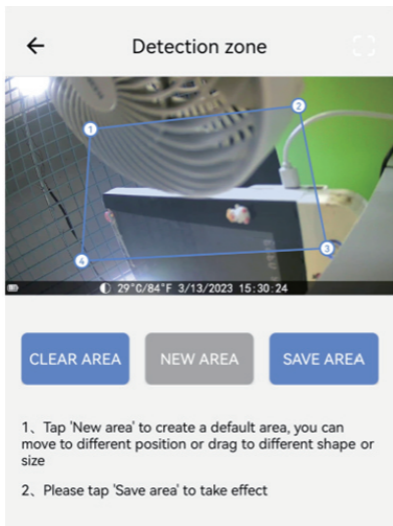 Detection zone
1
2
3
4
29°C/84°F 3/13/2023 15:30:24
CLEAR AREA
NEW AREA
SAVE AREA
1、Tap 'New area' to create a default area, you can
move to different position or drag to different shape or
size
2、Please tap 'Save area' to take effect